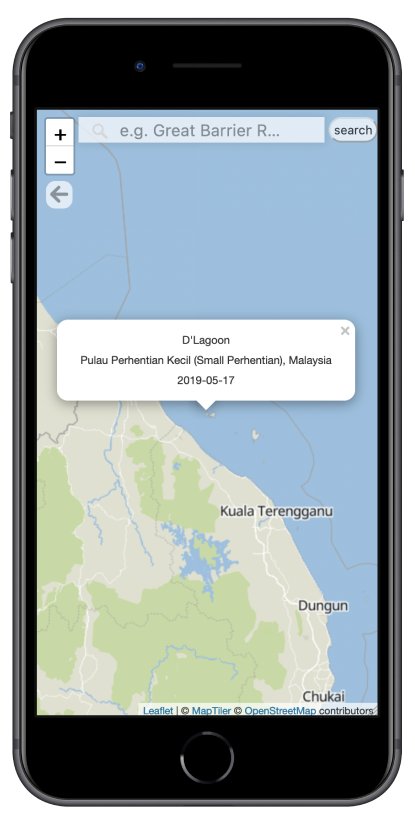 +
e.g. Great Barrier R...
search
−
×
D'Lagoon
Pulau Perhentian Kecil (Small Perhentian), Malaysia
2019-05-17
Kuala Terengganu
Dungun
Chukai
Leaflet | © MapTiler © OpenStreetMap contributors